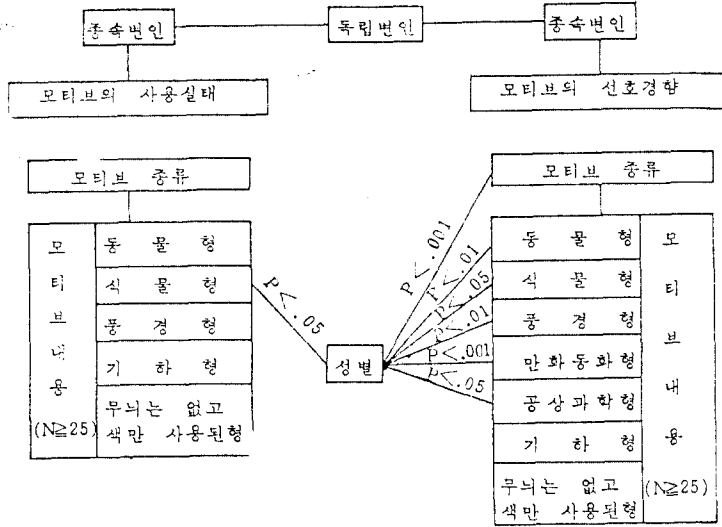 종속변인
독립변인
종속변인
모티브의 사용실태
모티브의 선호경향
모티브 종류
모티브내용
(N≧25)
동물형
식물형
풍경형
기하형
무늬는 없고
색만 사용된형
P<.05
성별
P<.001
P<.01
P<.05
P<.01
P<.001
P<.05
모티브 종류
동물형
식물형
풍경형
만화동화형
공상과학형
기하형
무늬는 없고
색만 사용된형
모티브내용
(N≧25)